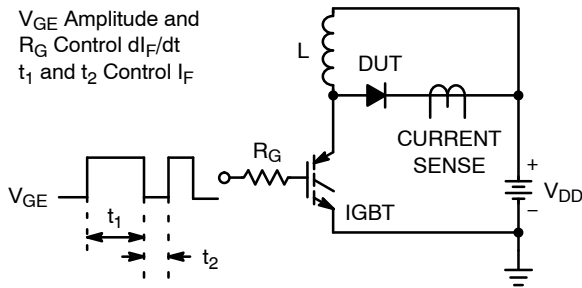 VGE Amplitude and
RG Control dIF/dt
t1 and t2 Control IF
L
DUT
CURRENT
SENSE
RG
+
VGE
IGBT
VDD
−
t1
t2